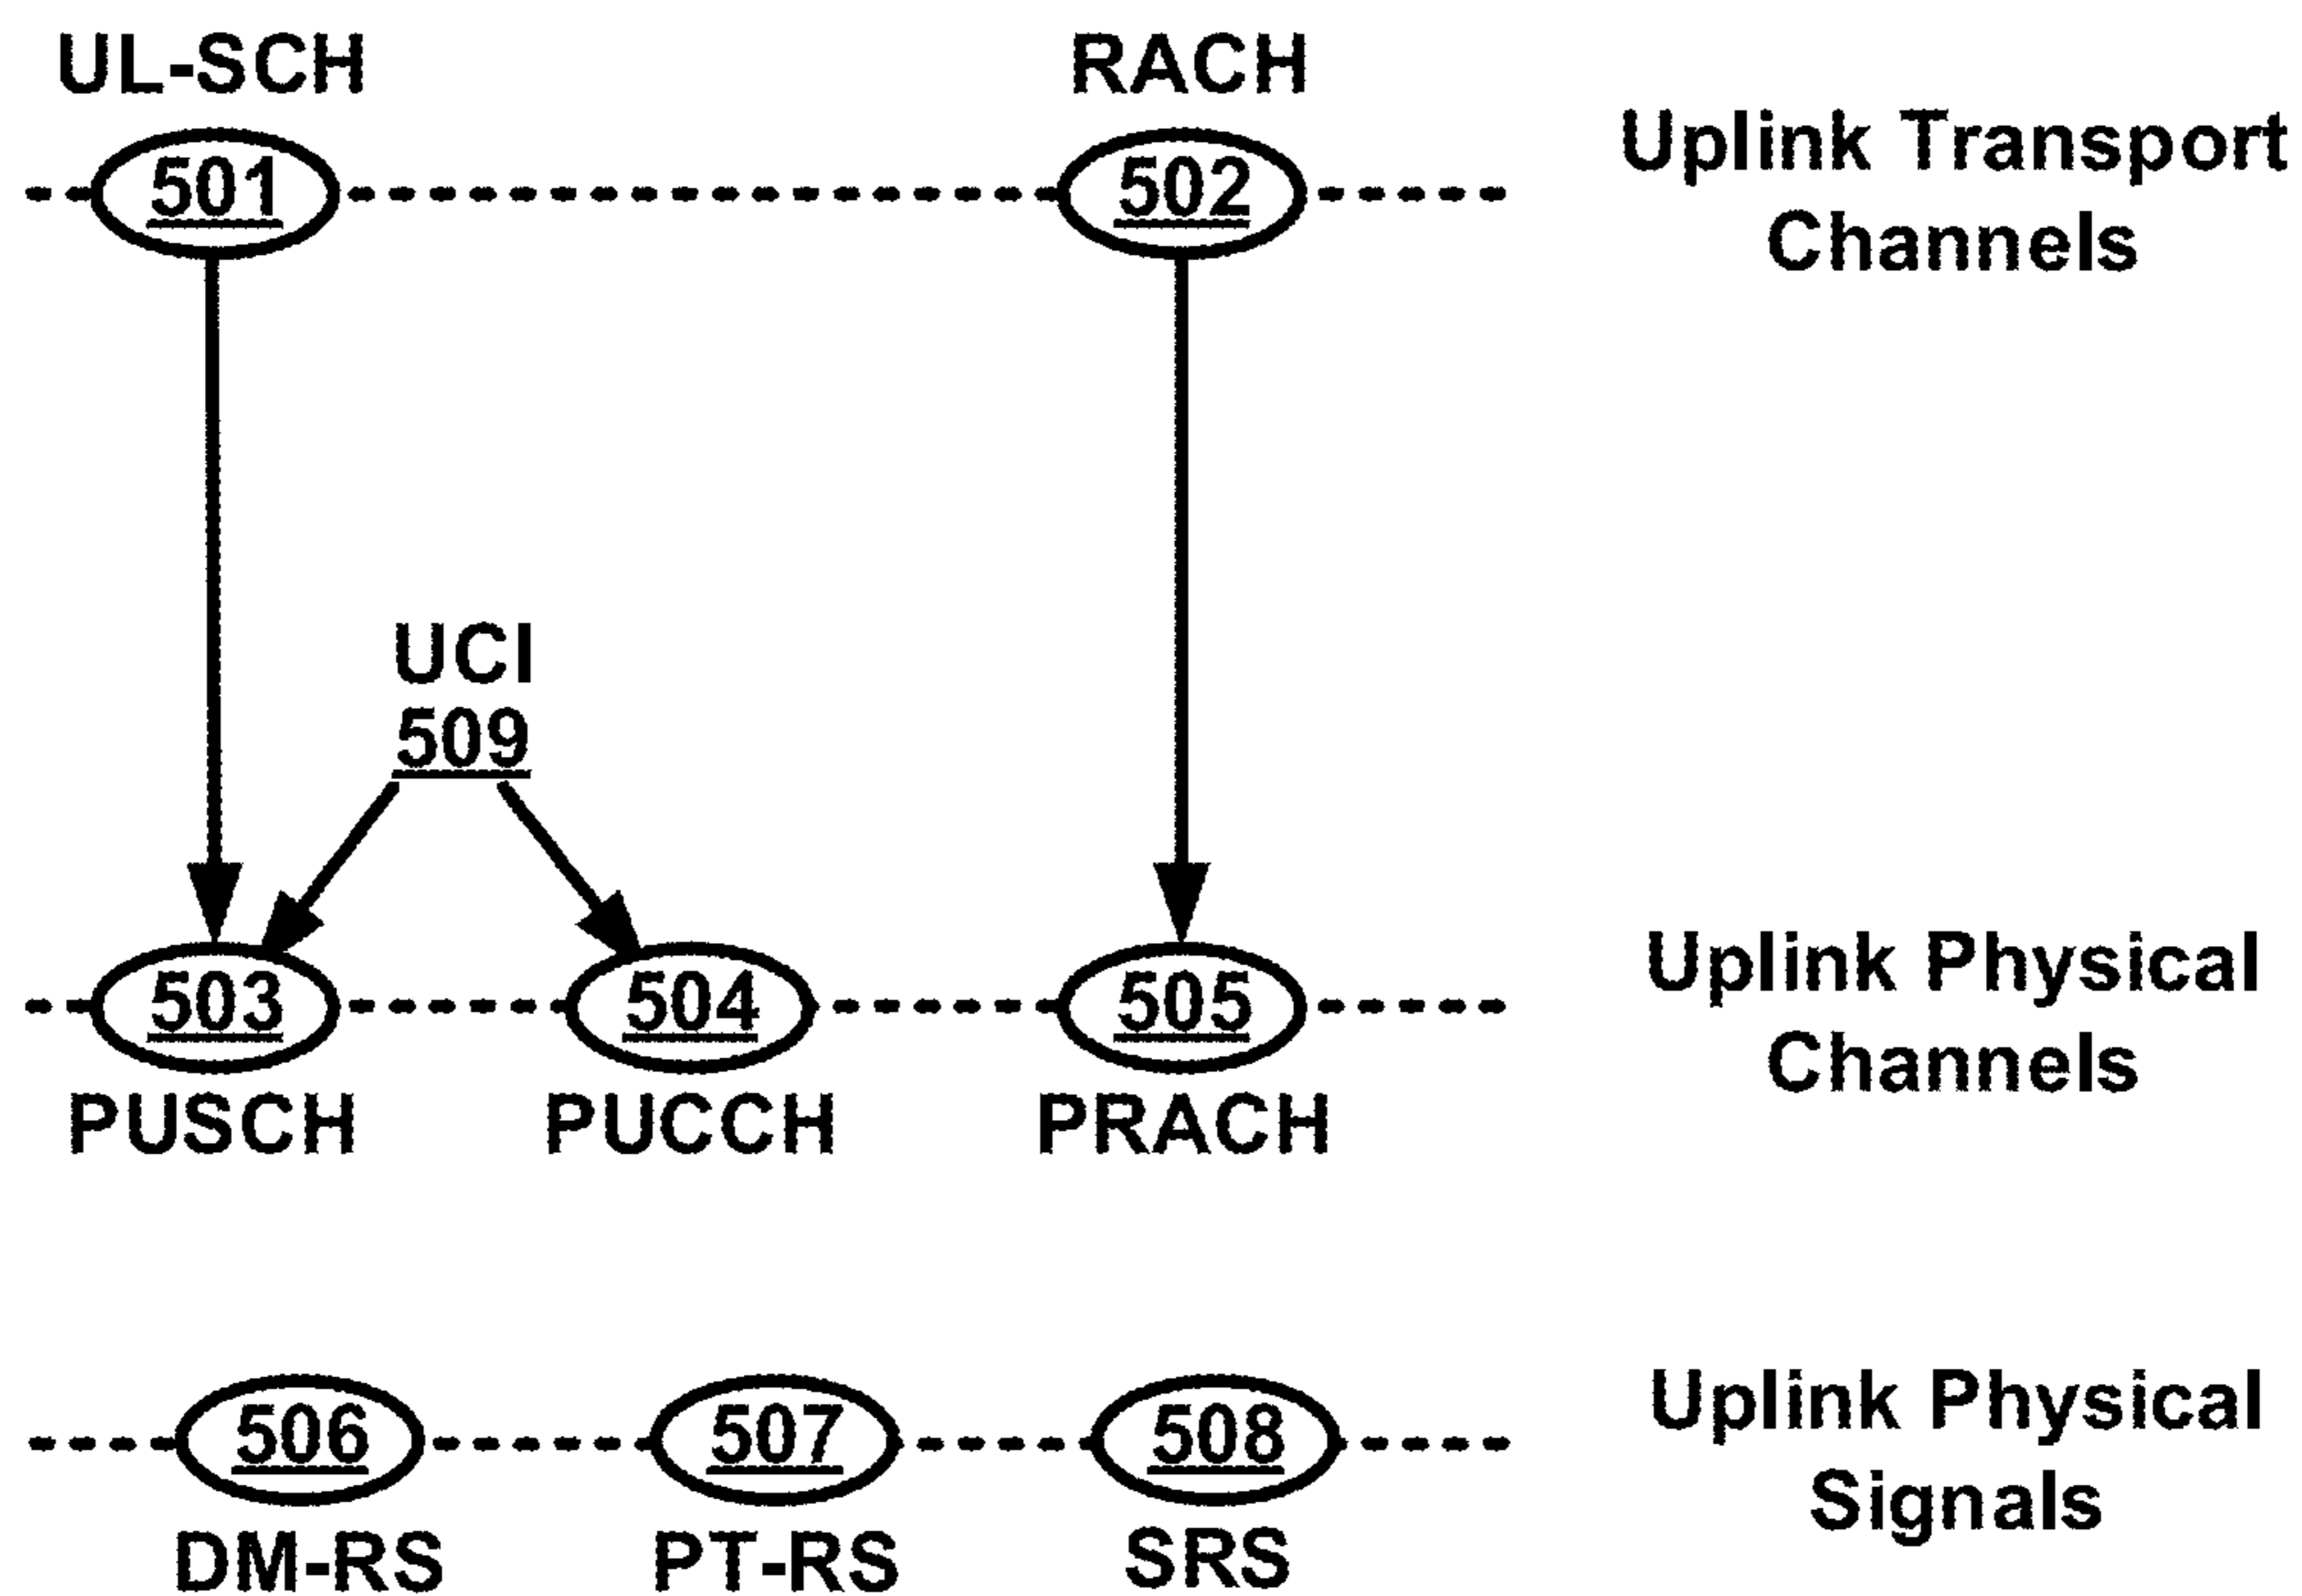 UL-SCH
RACH
501
502
Uplink Transport
Channels
UCI
509
503
504
505
Uplink Physical
Channels
PUSCH
PUCCH
PRACH
506
507
508
Uplink Physical
Signals
DM-RS
PT-RS
SRS